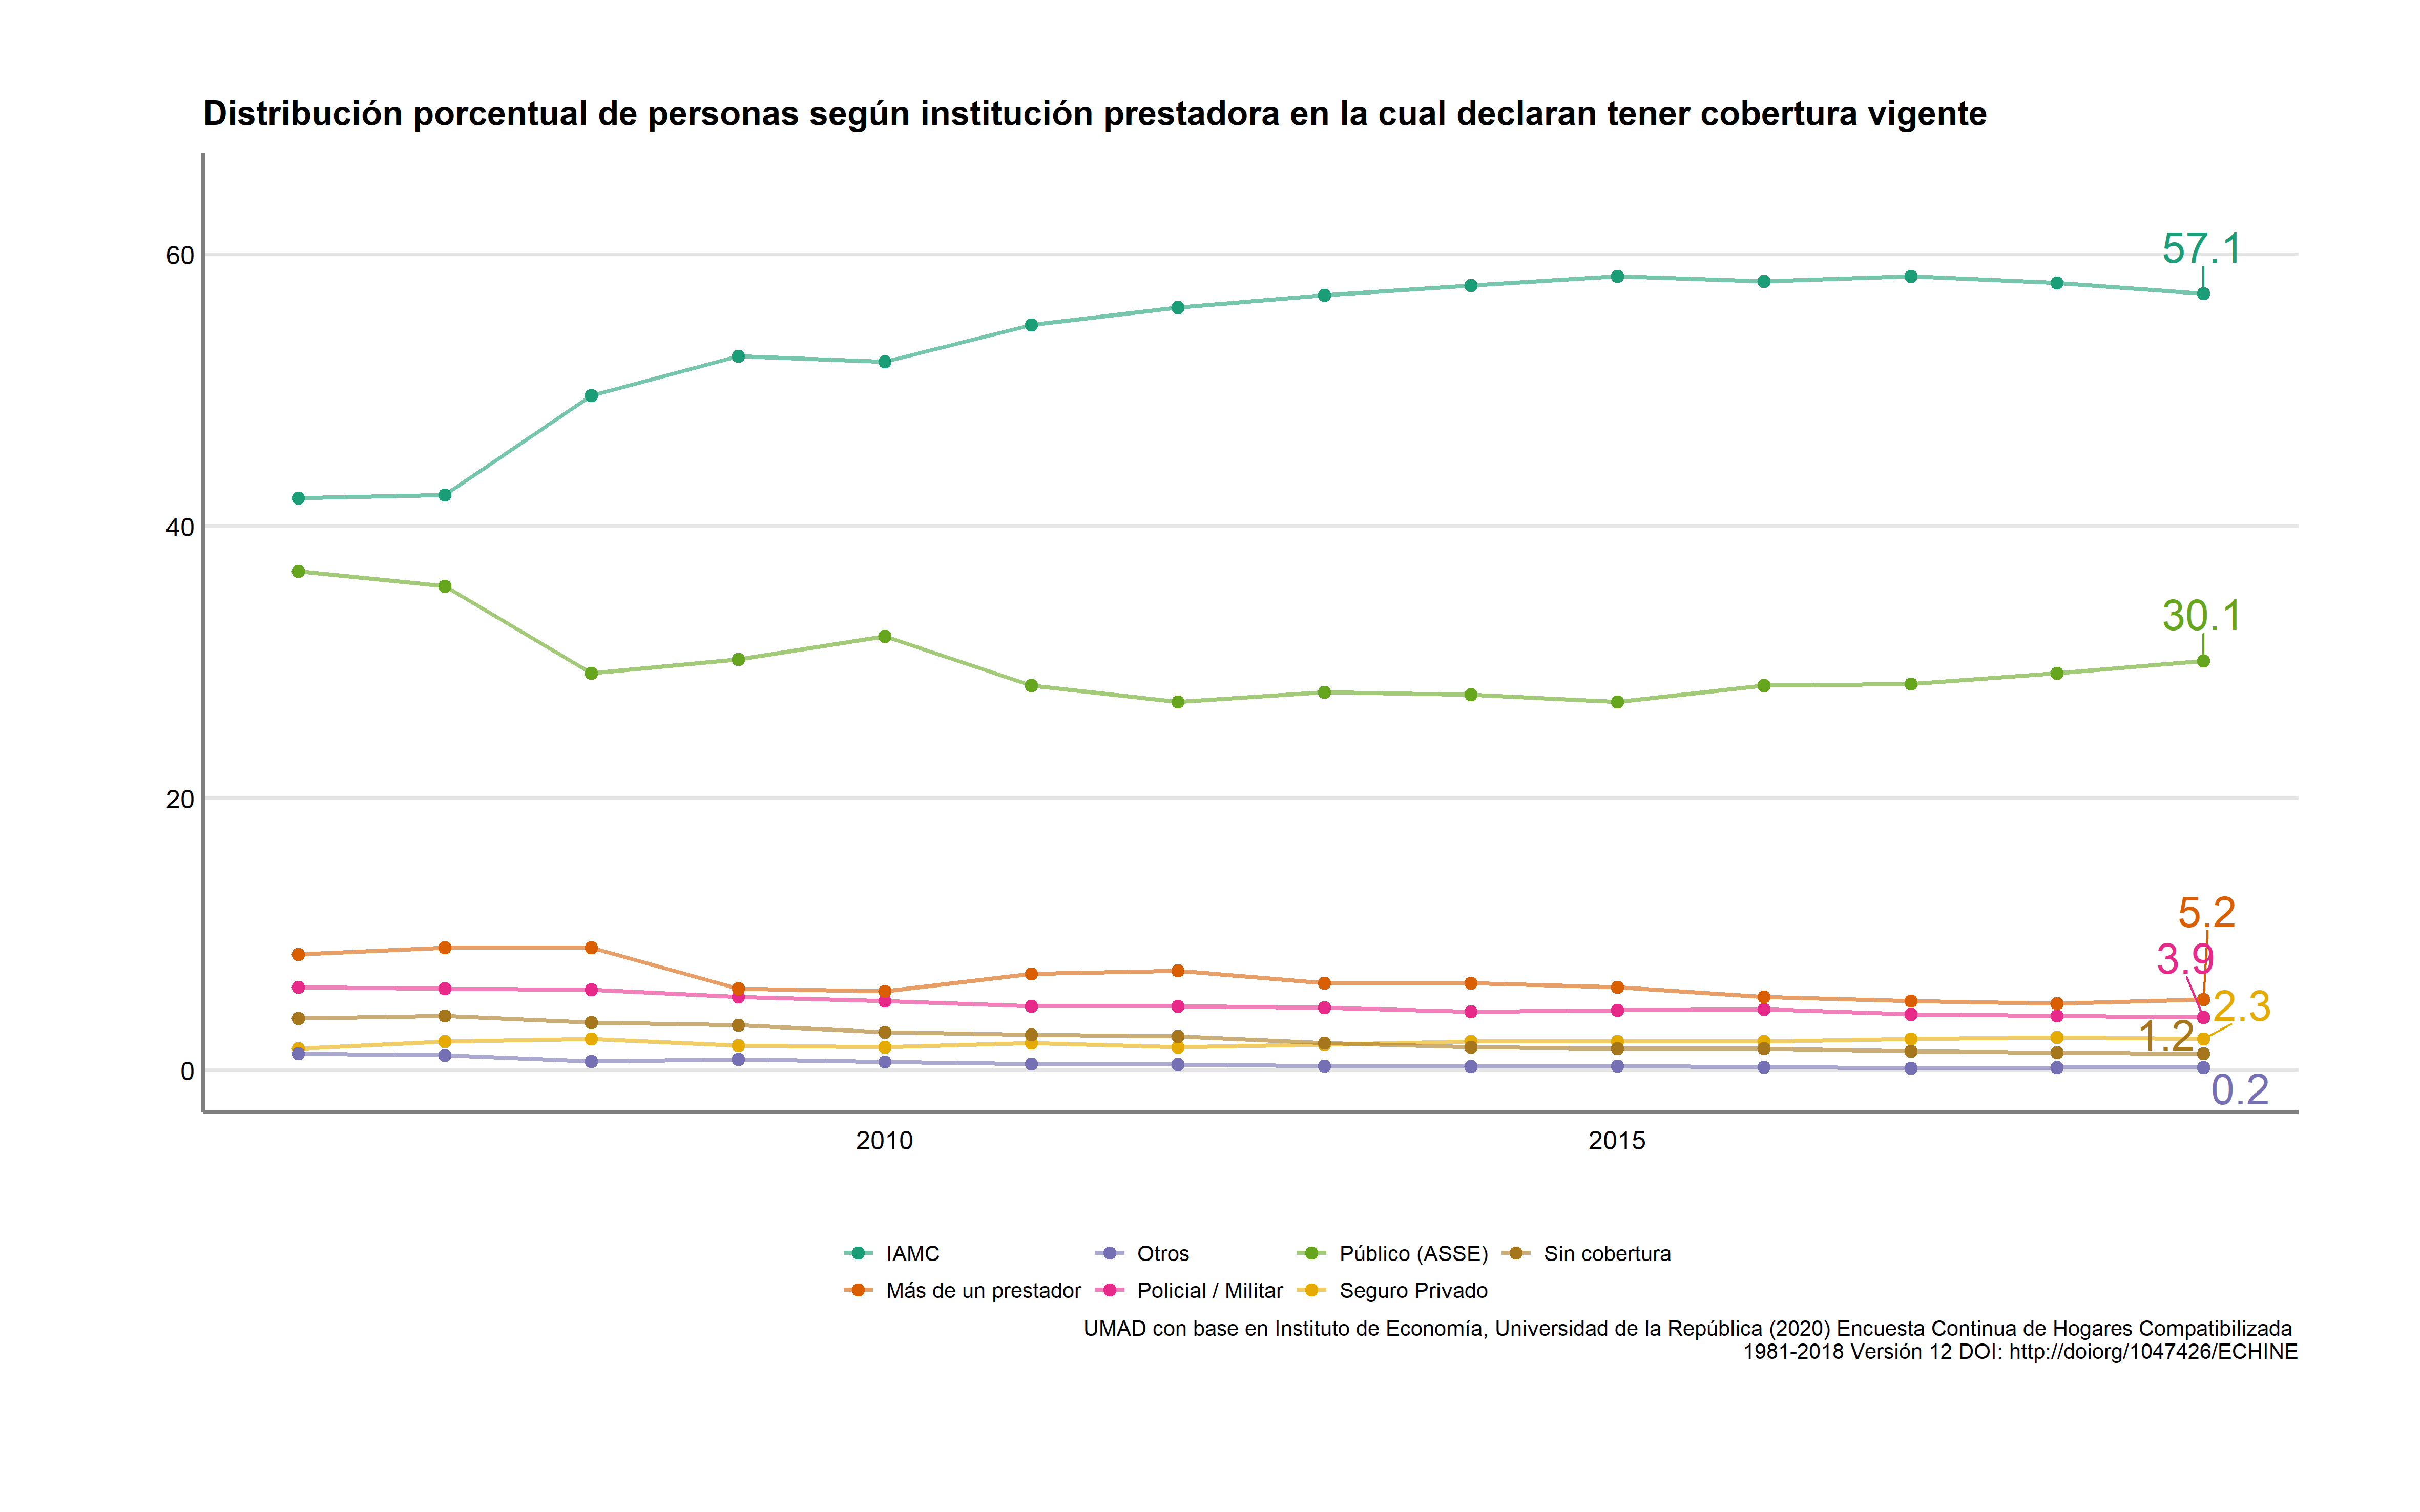 Distribución porcentual de personas según institución prestadora en la cual declaran tener cobertura vigente
60
40
20
0
57.1
30.1
5.2
3.9
2.3
1.2
0.2
2010 2015
IAMC Otros Público (ASSE) Sin cobertura
Más de un prestador Policial / Militar Seguro Privado
UMAD con base en Instituto de Economía, Universidad de la República (2020) Encuesta Continua de Hogares Compatibilizada
1981-2018 Versión 12 DOI: http://doiorg/1047426/ECHINE